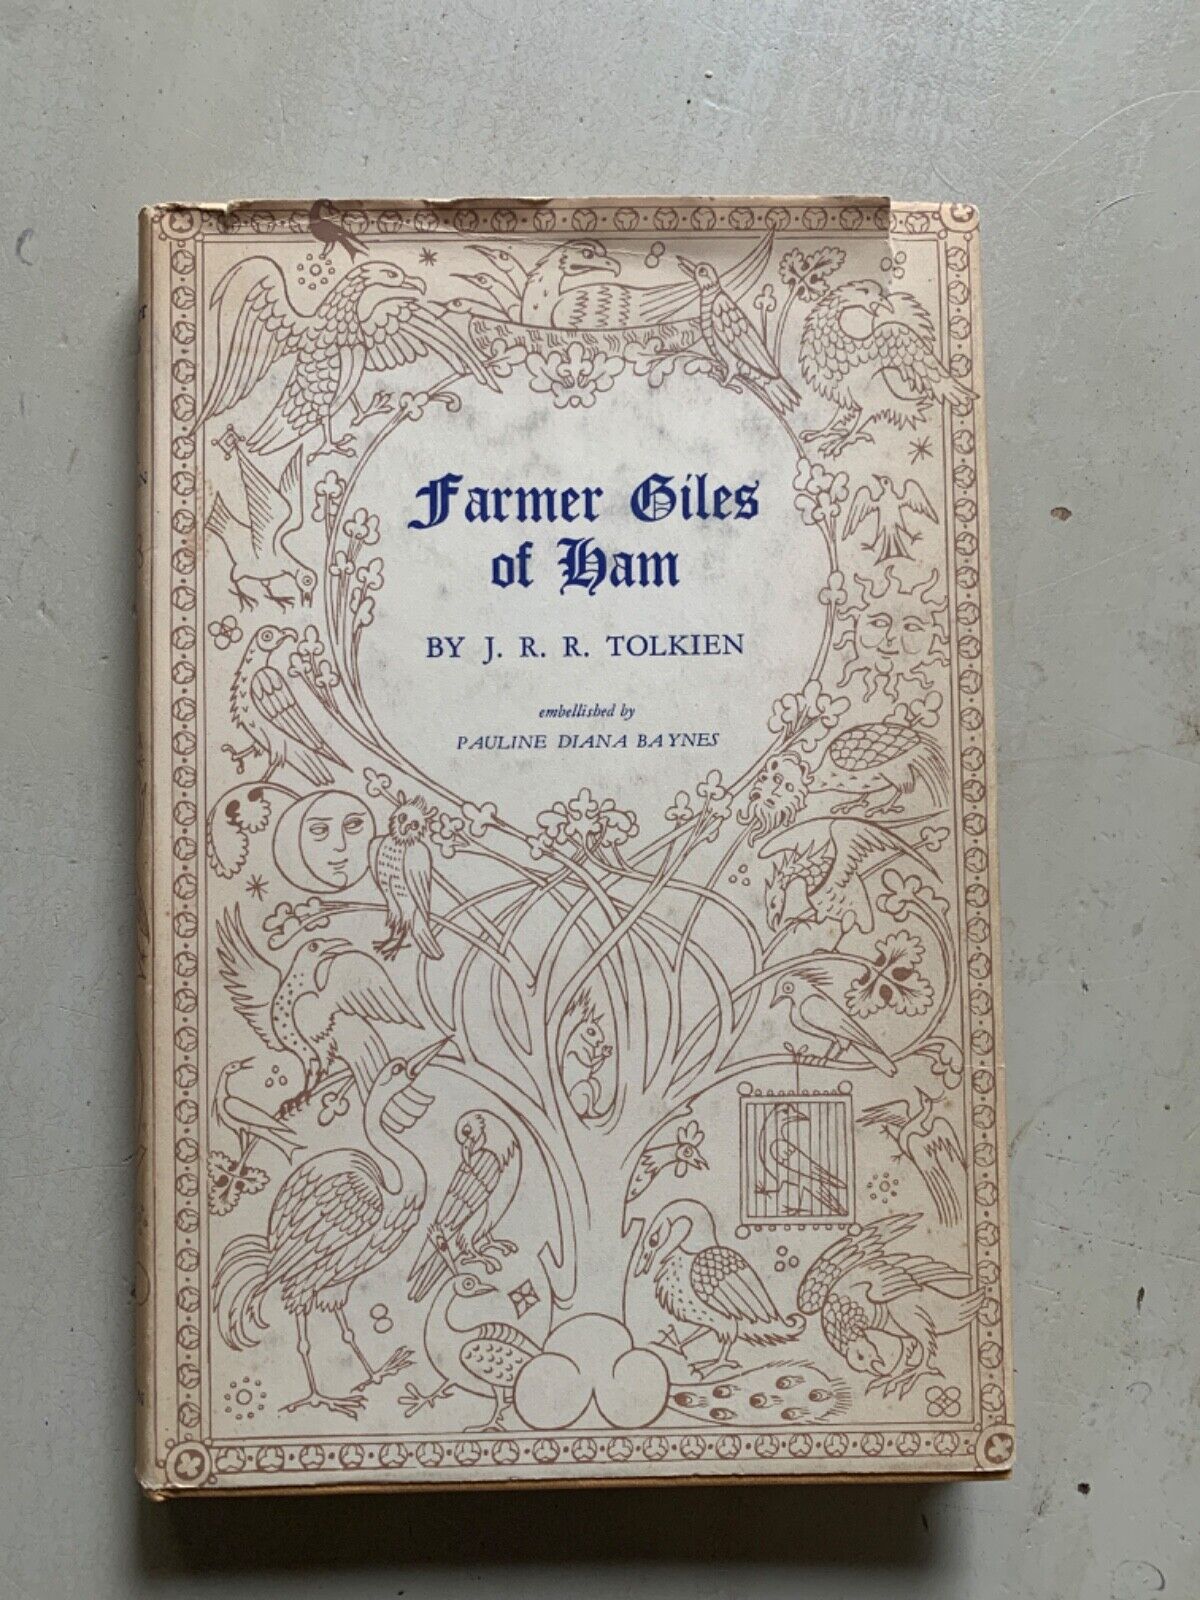 Farmer Giles
of Ham
BY J. R. R. TOLKIEN
embellished by
PAULINE DIANA BAYNES